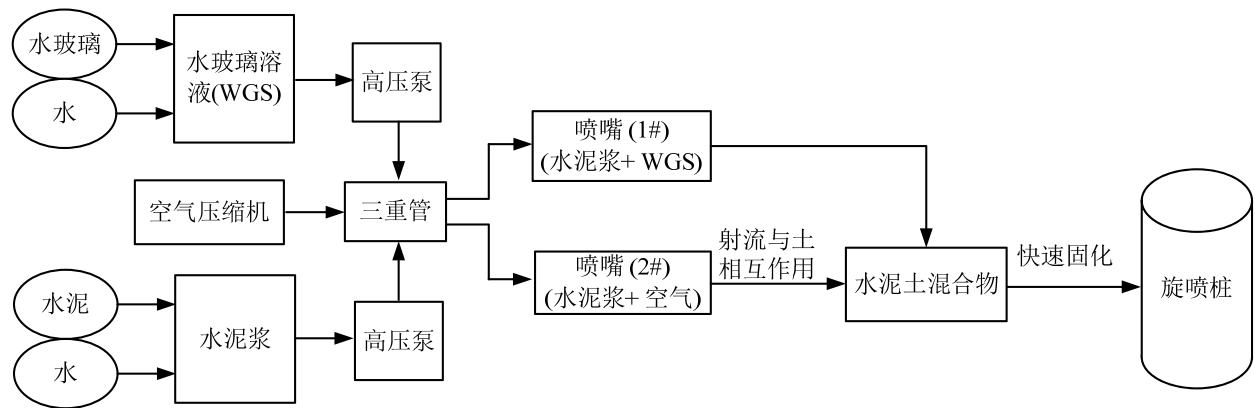 水玻璃
水
水玻璃溶
液(WGS)
高压泵
空气压缩机
三重管
水泥
水
水泥浆
高压泵
喷嘴 (1#)
(水泥浆+ WGS)
喷嘴 (2#)
(水泥浆+ 空气)
射流与土
相互作用
水泥土混合物
快速固化
旋喷桩